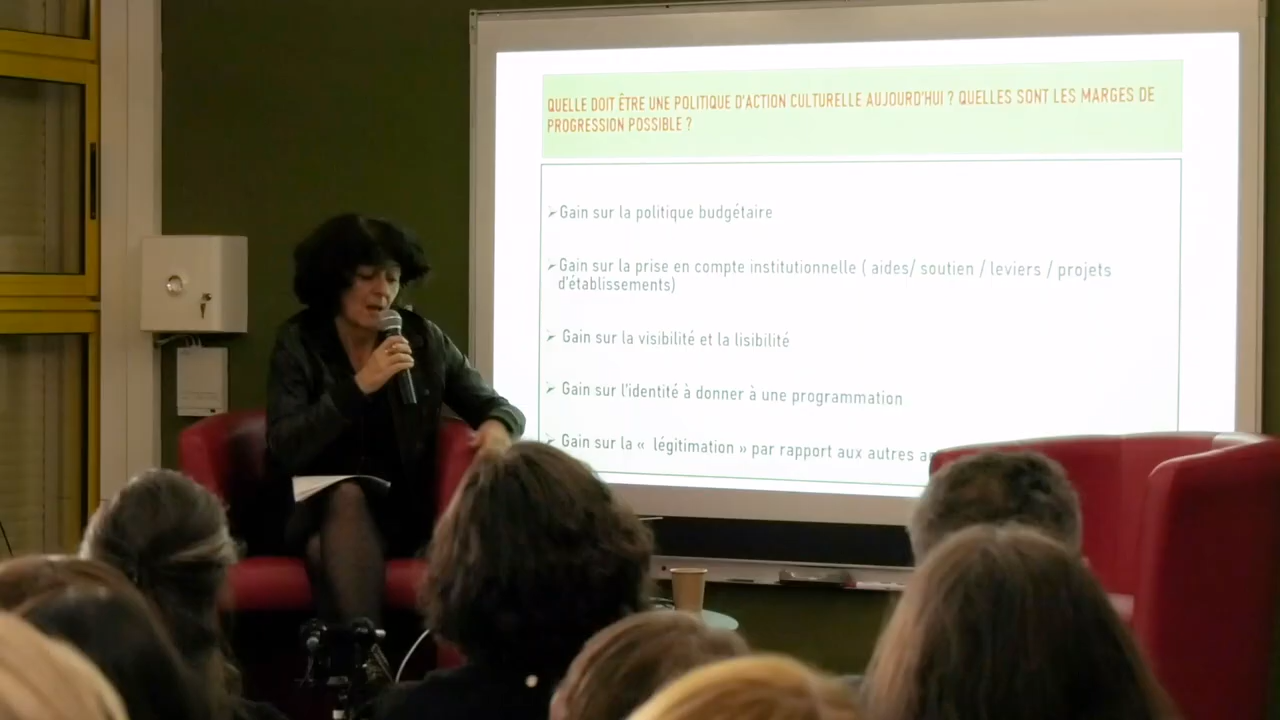 QUELLE DOIT ÊTRE UNE POLITIQUE D'ACTION CULTURELLE AUJOURD'HUI ? QUELLES SONT LES MARGES DE
PROGRESSION POSSIBLE ?
➢Gain sur la politique budgétaire
➢Gain sur la prise en compte institutionnelle ( aides/ soutien / leviers / projets
d'établissements)
➢ Gain sur la visibilité et la lisibilité
➢ Gain sur l'identité à donner à une programmation
➢ Gain sur la « légitimation » par rapport aux autres